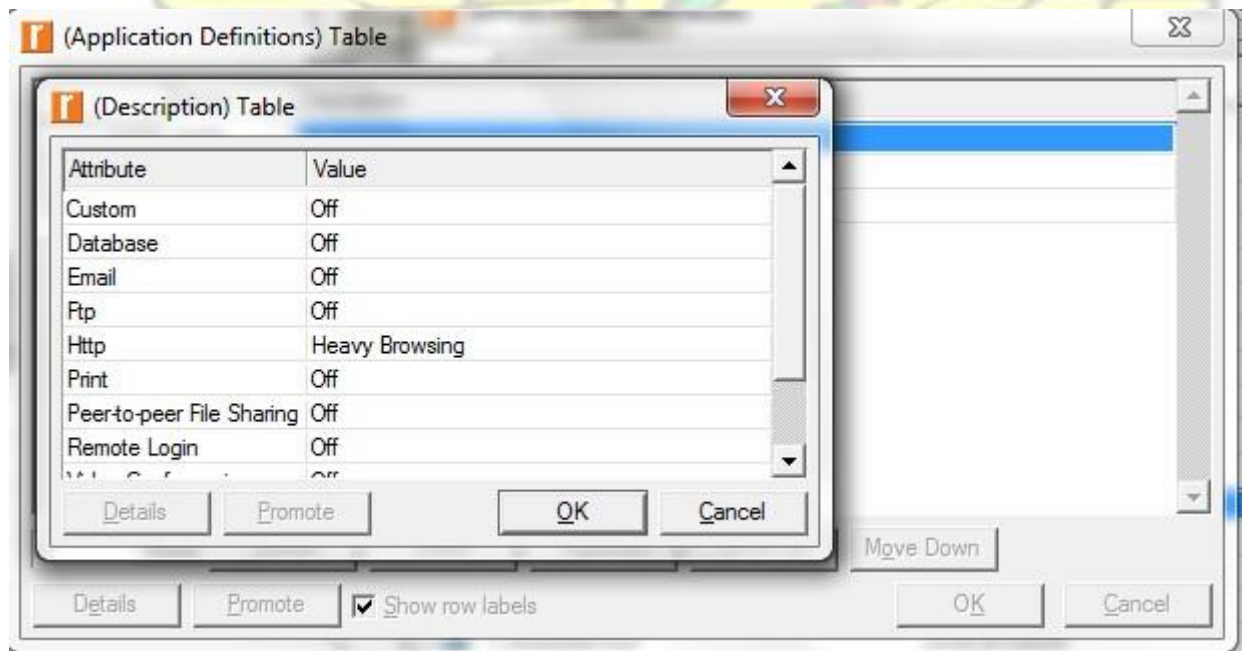 (Application Definitions) Table
(Description) Table
Attribute Value
Custom Off
Database Off
Email Off
Ftp Off
Http Heavy Browsing
Print Off
Peer-to-peer File Sharing Off
Remote Login Off
Details Promote OK Cancel
Move Down
Details Promote Show row labels OK Cancel